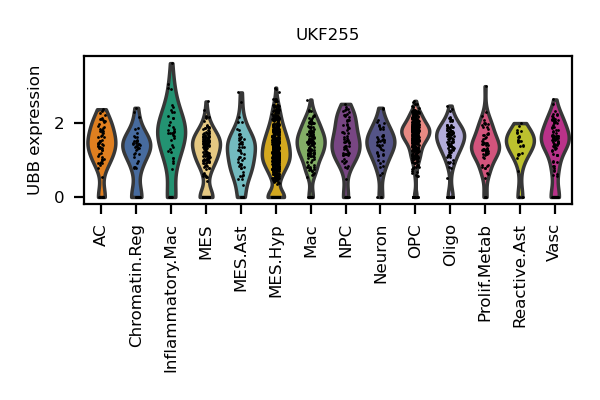 UKF255
UBB expression
2
0
AC
Chromatin.Reg
Inflammatory.Mac
MES
MES.Ast
MES.Hyp
Mac
NPC
Neuron
OPC
Oligo
Prolif.Metab
Reactive.Ast
Vasc